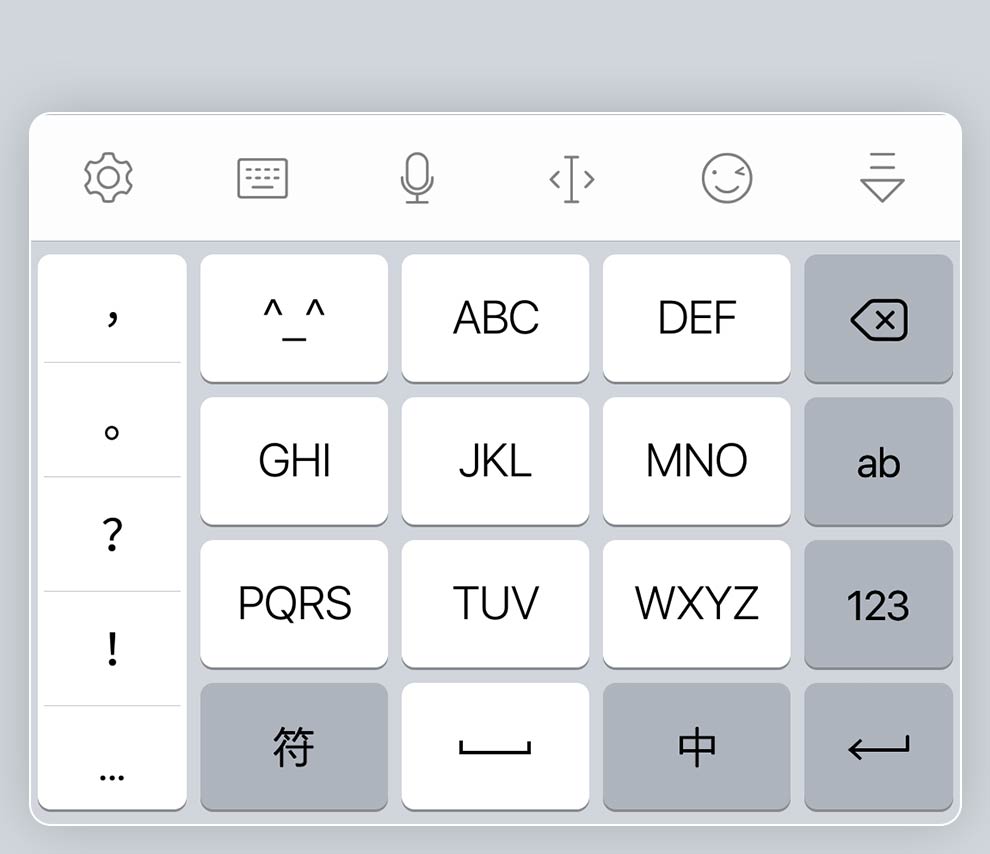 ,
^_^
ABC
DEF
。
GHI
JKL
MNO
ab
?
PQRS
TUV
WXYZ
123
!
...
符
中